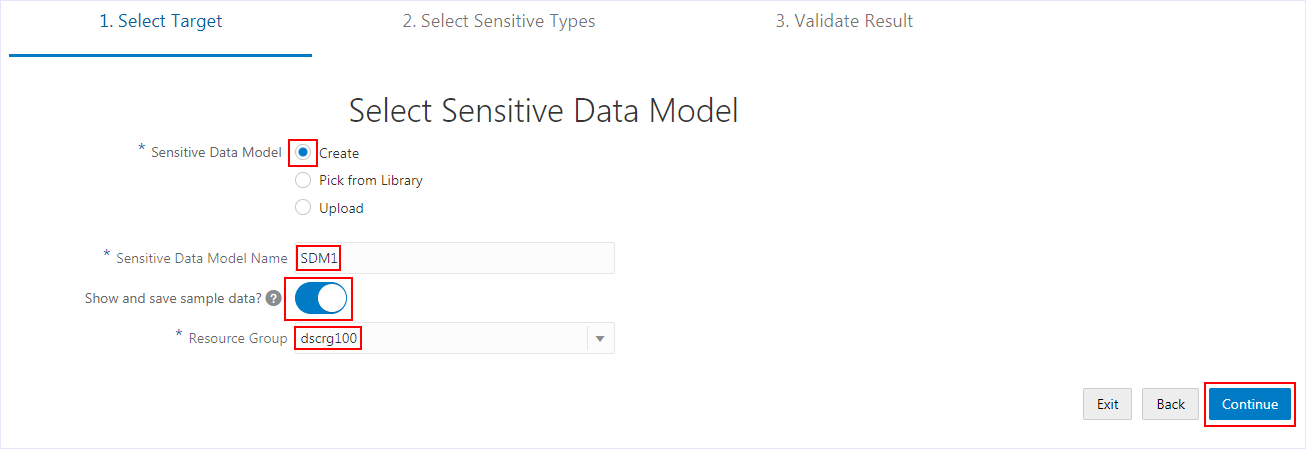 1. Select Target 2. Select Sensitive Types 3. Validate Result
Select Sensitive Data Model
* Sensitive Data Model Create
Pick from Library
Upload
* Sensitive Data Model Name SDM1
Show and save sample data? ?
* Resource Group dscrg100
Exit Back Continue